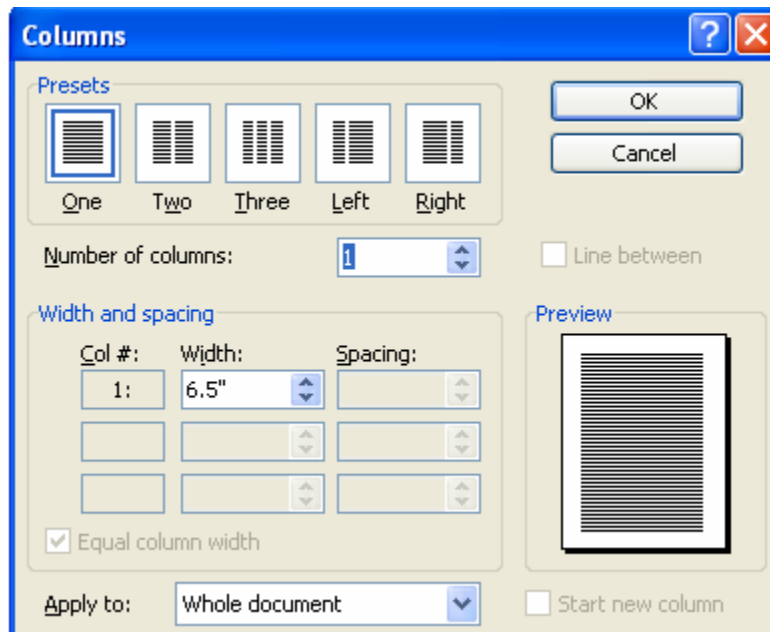 Columns
Presets
One Two Three Left Right
OK
Cancel
Number of columns: 1
Line between
Width and spacing
Col #: Width: Spacing:
1: 6.5"
Equal column width
Preview
Apply to: Whole document
Start new column